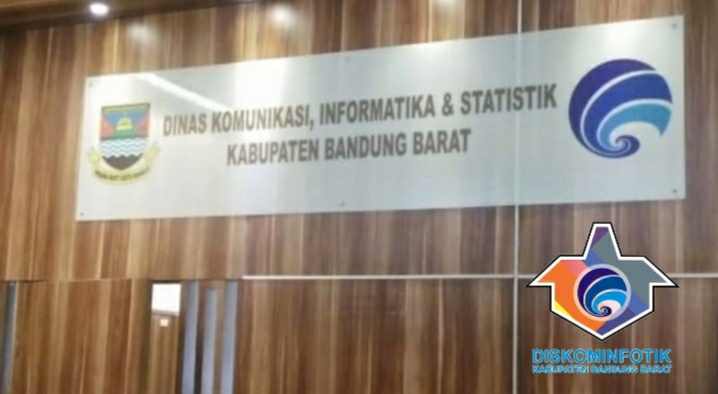 DINAS KOMUNIKASI, INFORMATIKA & STATISTIK
KABUPATEN BANDUNG BARAT
DISKOMINFOTIK
KABUPATEN BANDUNG BARAT